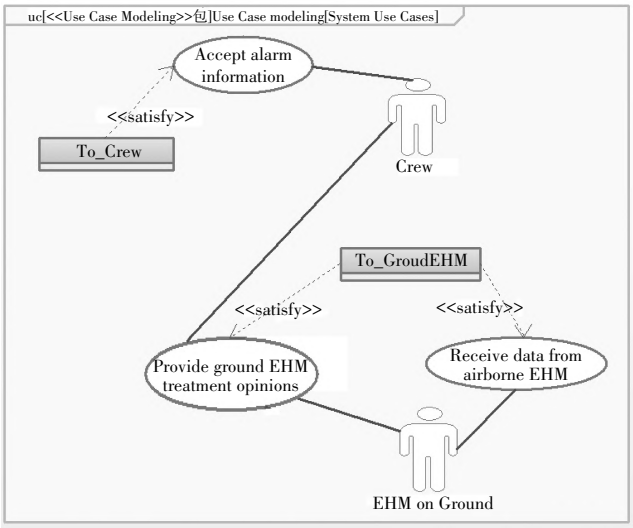 uc[<<Use Case Modeling>>包]Use Case modeling[System Use Cases]
Accept alarm
information
<<satisfy>>
To_Crew
Crew
To_GroudEHM
<<satisfy>>
<<satisfy>>
Provide ground EHM
treatment opinions
Receive data from
airborne EHM
EHM on Ground